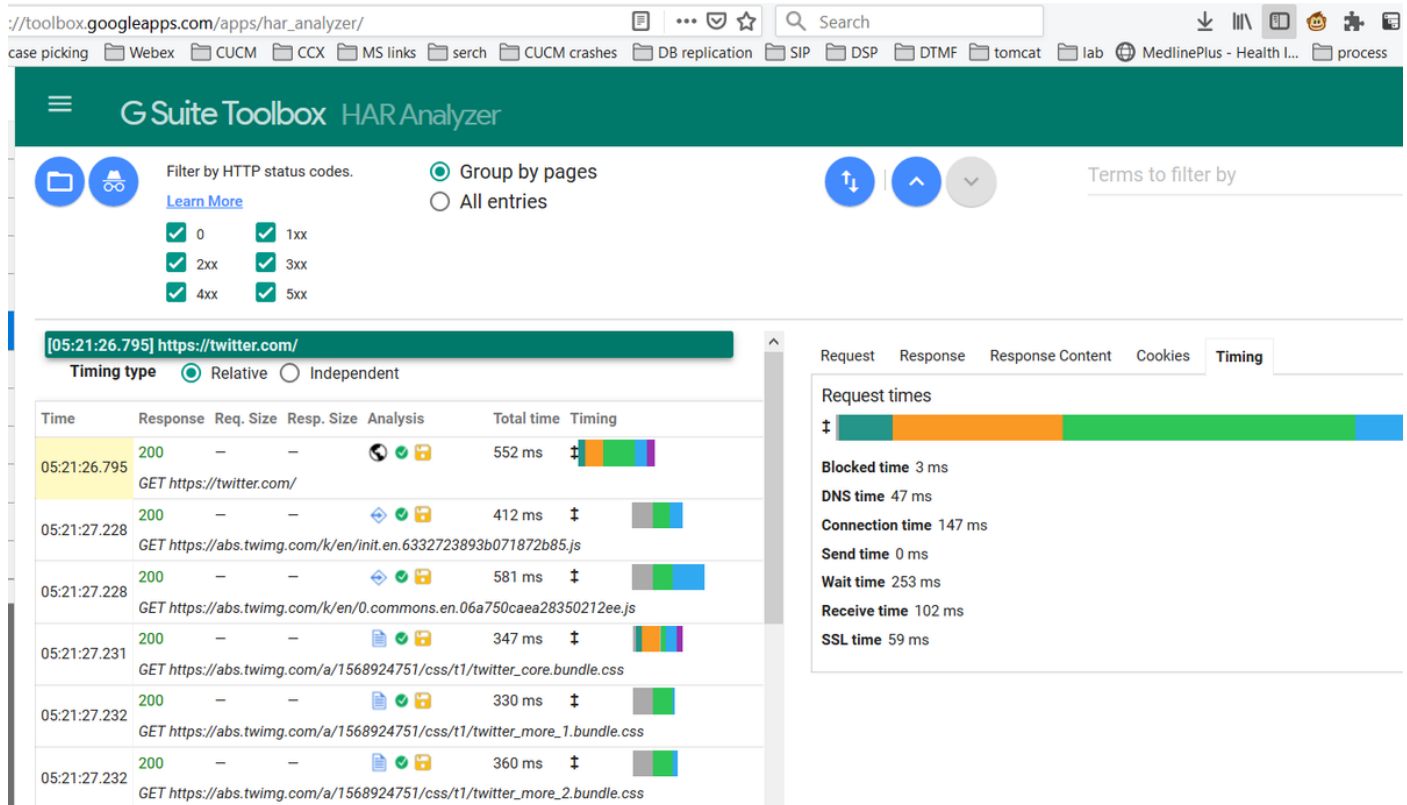 ://toolbox.googleapps.com/apps/har_analyzer/ Search
case picking Webex CUCM CCX MS links serch CUCM crashes DB replication SIP DSP DTMF tomcat lab MedlinePlus - Health I... process
G Suite Toolbox HAR Analyzer
Filter by HTTP status codes.
Learn More
0 1xx
2xx 3xx
4xx 5xx
Group by pages
All entries
Terms to filter by
[05:21:26.795] https://twitter.com/
Timing type Relative Independent
Time Response Req. Size Resp. Size Analysis Total time Timing
05:21:26.795 200 – – 552 ms
GET https://twitter.com/
05:21:27.228 200 – – 412 ms
GET https://abs.twimg.com/k/en/init.en.6332723893b071872b85.js
05:21:27.228 200 – – 581 ms
GET https://abs.twimg.com/k/en/0.commons.en.06a750caea28350212ee.js
05:21:27.231 200 – – 347 ms
GET https://abs.twimg.com/a/1568924751/css/t1/twitter_core.bundle.css
05:21:27.232 200 – – 330 ms
GET https://abs.twimg.com/a/1568924751/css/t1/twitter_more_1.bundle.css
05:21:27.232 200 – – 360 ms
GET https://abs.twimg.com/a/1568924751/css/t1/twitter_more_2.bundle.css
Request Response Response Content Cookies Timing
Request times
Blocked time 3 ms
DNS time 47 ms
Connection time 147 ms
Send time 0 ms
Wait time 253 ms
Receive time 102 ms
SSL time 59 ms